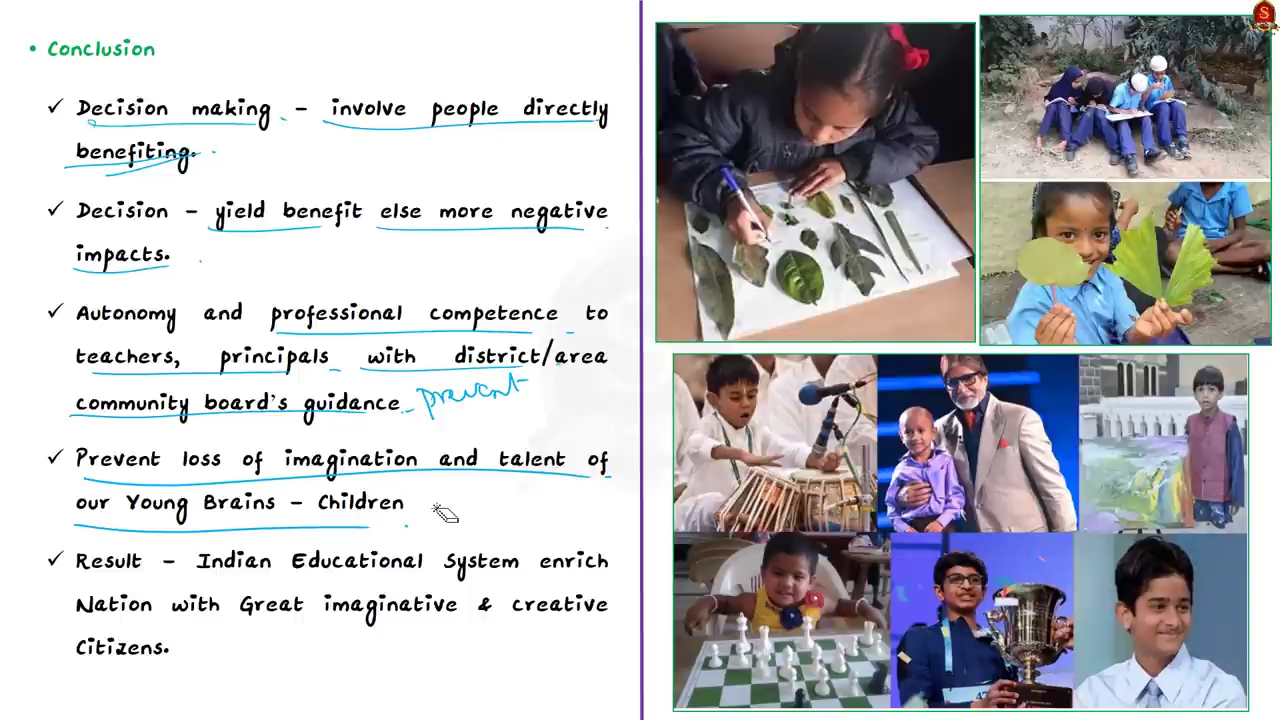 • Conclusion
✓ Decision making – involve people directly
benefiting.
✓ Decision – yield benefit else more negative
impacts.
✓ Autonomy and professional competence to
teachers, principals with district/area
community board's guidance
prevent
✓ Prevent loss of imagination and talent of
our Young Brains – Children
✓ Result – Indian Educational System enrich
Nation with Great imaginative & creative
Citizens.
S